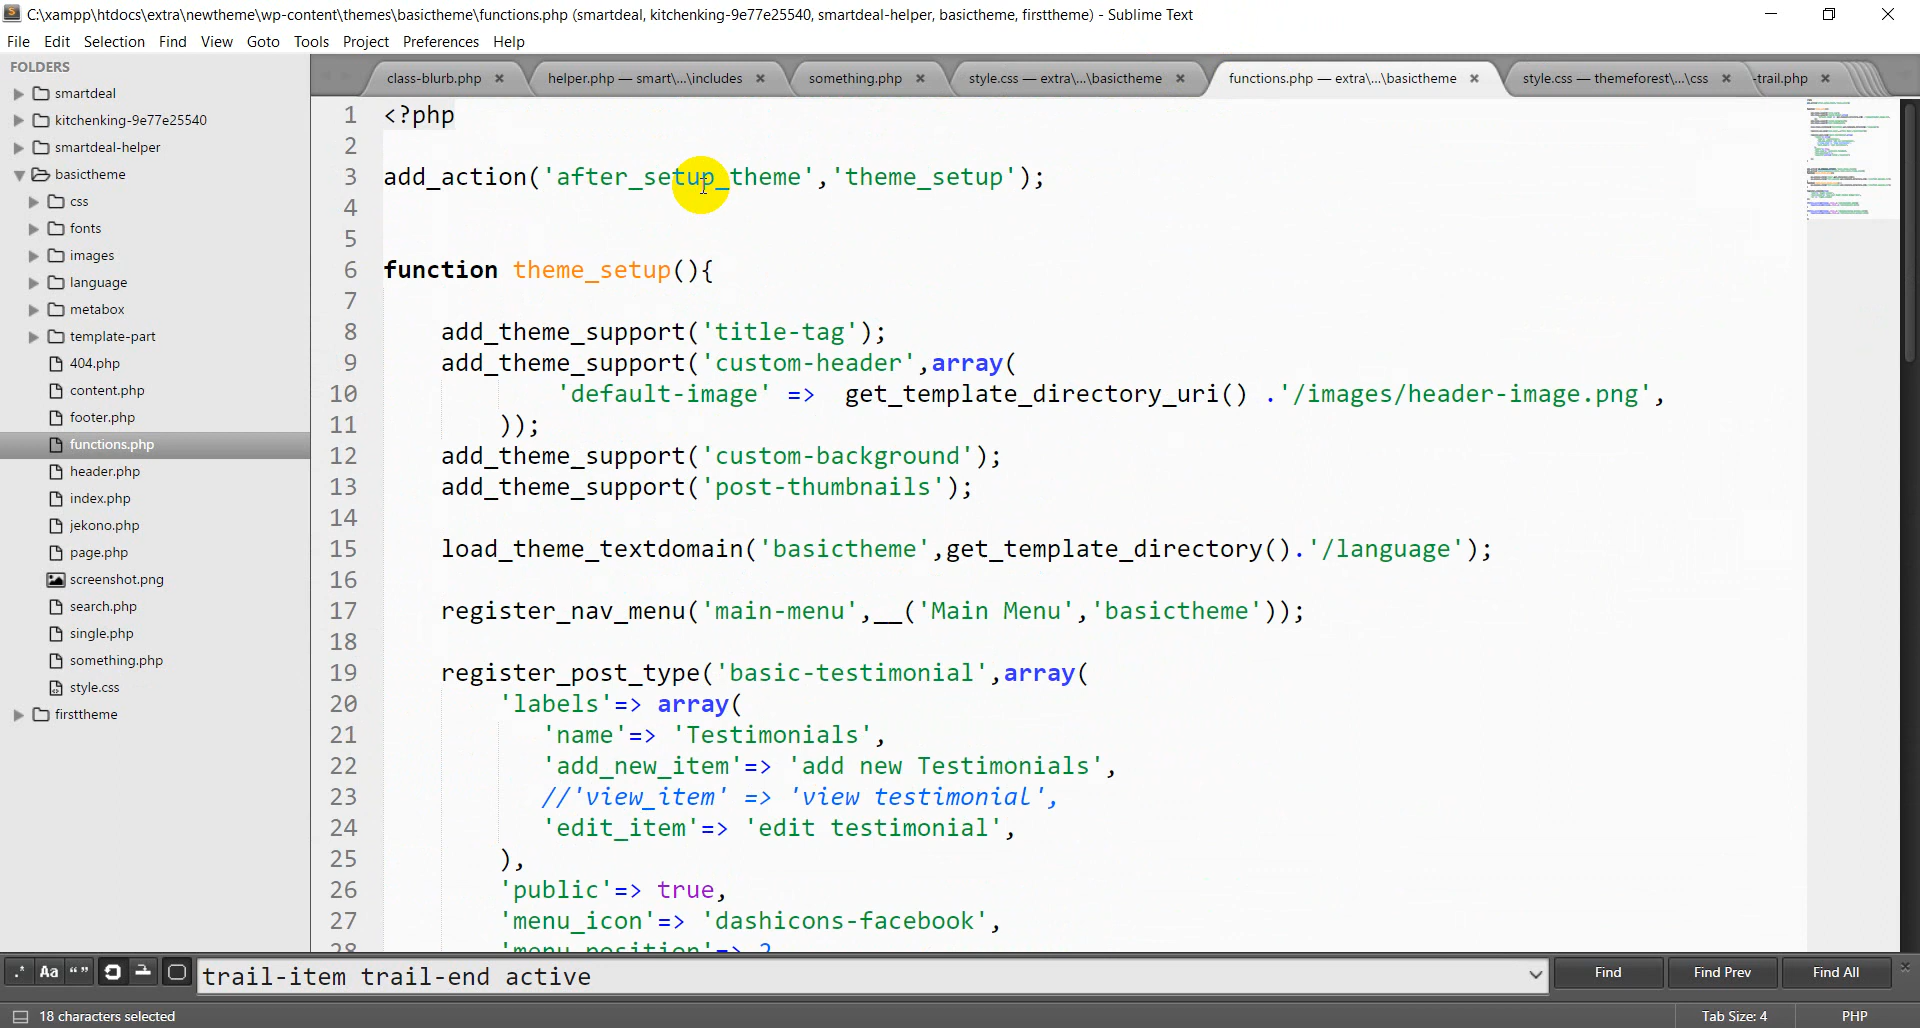 C:\xampp\htdocs\extra\newtheme\wp-content\themes\basictheme\functions.php (smartdeal, kitchenking-9e77e25540, smartdeal-helper, basictheme, firsttheme) - Sublime Text
File Edit Selection Find View Goto Tools Project Preferences Help
FOLDERS
smartdeal
kitchenking-9e77e25540
smartdeal-helper
basictheme
css
fonts
images
language
metabox
template-part
404.php
content.php
footer.php
functions.php
header.php
index.php
jekono.php
page.php
screenshot.png
search.php
single.php
something.php
style.css
firsttheme
class-blurb.php × helper.php — smart\...\includes × something.php × style.css — extra\...\basictheme × functions.php — extra\...\basictheme × style.css — themeforest\...\css × -trail.php ×
1 <?php
2
3 add_action('after_setup_theme','theme_setup');
4
5
6 function theme_setup(){
7
8 add_theme_support('title-tag');
9 add_theme_support('custom-header',array(
10 'default-image' => get_template_directory_uri() .'/images/header-image.png',
11 ));
12 add_theme_support('custom-background');
13 add_theme_support('post-thumbnails');
14
15 load_theme_textdomain('basictheme',get_template_directory().'/language');
16
17 register_nav_menu('main-menu',__('Main Menu','basictheme'));
18
19 register_post_type('basic-testimonial',array(
20 'labels'=> array(
21 'name'=> 'Testimonials',
22 'add_new_item'=> 'add new Testimonials',
23 //'view_item' => 'view testimonial',
24 'edit_item'=> 'edit testimonial',
25 ),
26 'public'=> true,
27 'menu_icon'=> 'dashicons-facebook',
28 'menu_position'=> 2
.* Aa “”
trail-item trail-end active
Find Find Prev Find All
18 characters selected
Tab Size: 4 PHP